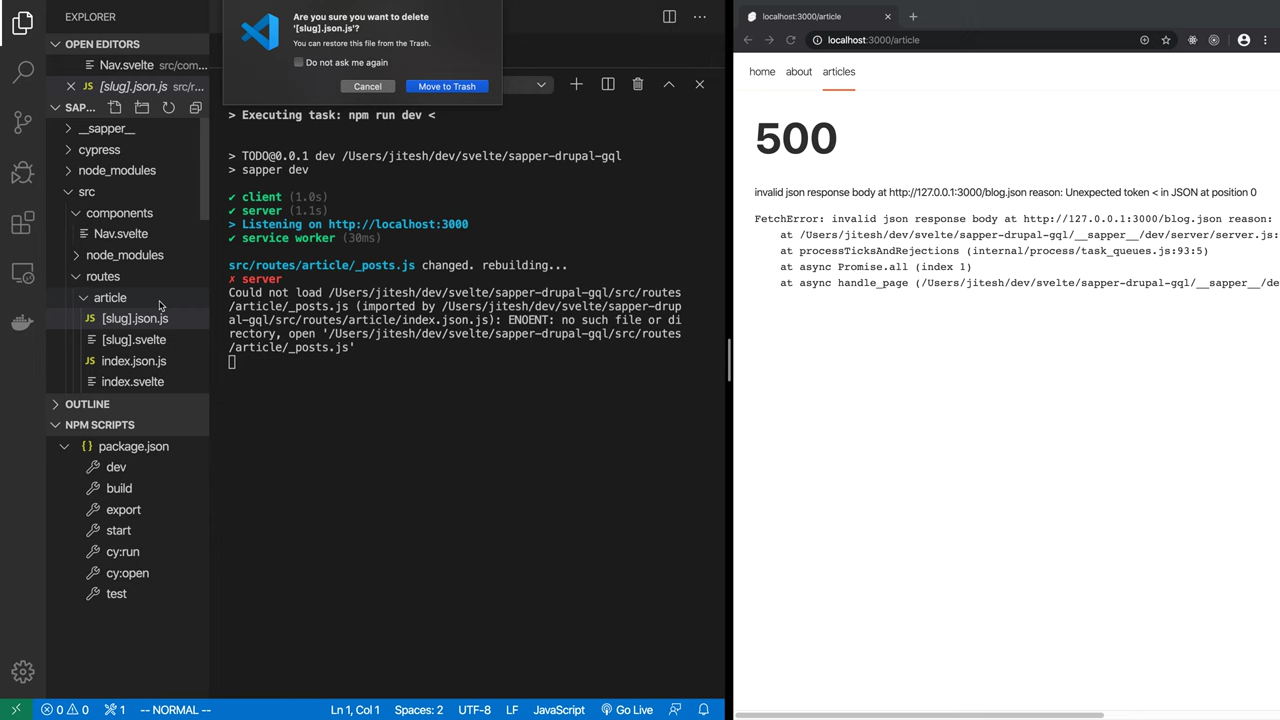 EXPLORER
OPEN EDITORS
Nav.svelte src/com...
[slug].json.js src/r...
SAP...
__sapper__
cypress
node_modules
src
components
Nav.svelte
node_modules
routes
article
JS [slug].json.js
[slug].svelte
JS index.json.js
index.svelte
OUTLINE
NPM SCRIPTS
{} package.json
dev
build
export
start
cy:run
cy:open
test
Are you sure you want to delete
'[slug].json.js'?
You can restore this file from the Trash.
Do not ask me again
Cancel
Move to Trash
> Executing task: npm run dev <
> TODO@0.0.1 dev /Users/jitesh/dev/svelte/sapper-drupal-gql
> sapper dev
✔ client (1.0s)
✔ server (1.1s)
> Listening on http://localhost:3000
✔ service worker (30ms)
src/routes/article/_posts.js changed. rebuilding...
✗ server
Could not load /Users/jitesh/dev/svelte/sapper-drupal-gql/src/routes
/article/_posts.js (imported by /Users/jitesh/dev/svelte/sapper-drup
al-gql/src/routes/article/index.json.js): ENOENT: no such file or di
rectory, open '/Users/jitesh/dev/svelte/sapper-drupal-gql/src/routes
/article/_posts.js'
0 0 1 -- NORMAL -- Ln 1, Col 1 Spaces: 2 UTF-8 LF JavaScript Go Live
localhost:3000/article
localhost:3000/article
home about articles
500
invalid json response body at http://127.0.0.1:3000/blog.json reason: Unexpected token < in JSON at position 0
FetchError: invalid json response body at http://127.0.0.1:3000/blog.json reason:
at /Users/jitesh/dev/svelte/sapper-drupal-gql/__sapper__/dev/server/server.js:
at processTicksAndRejections (internal/process/task_queues.js:93:5)
at async Promise.all (index 1)
at async handle_page (/Users/jitesh/dev/svelte/sapper-drupal-gql/__sapper__/de